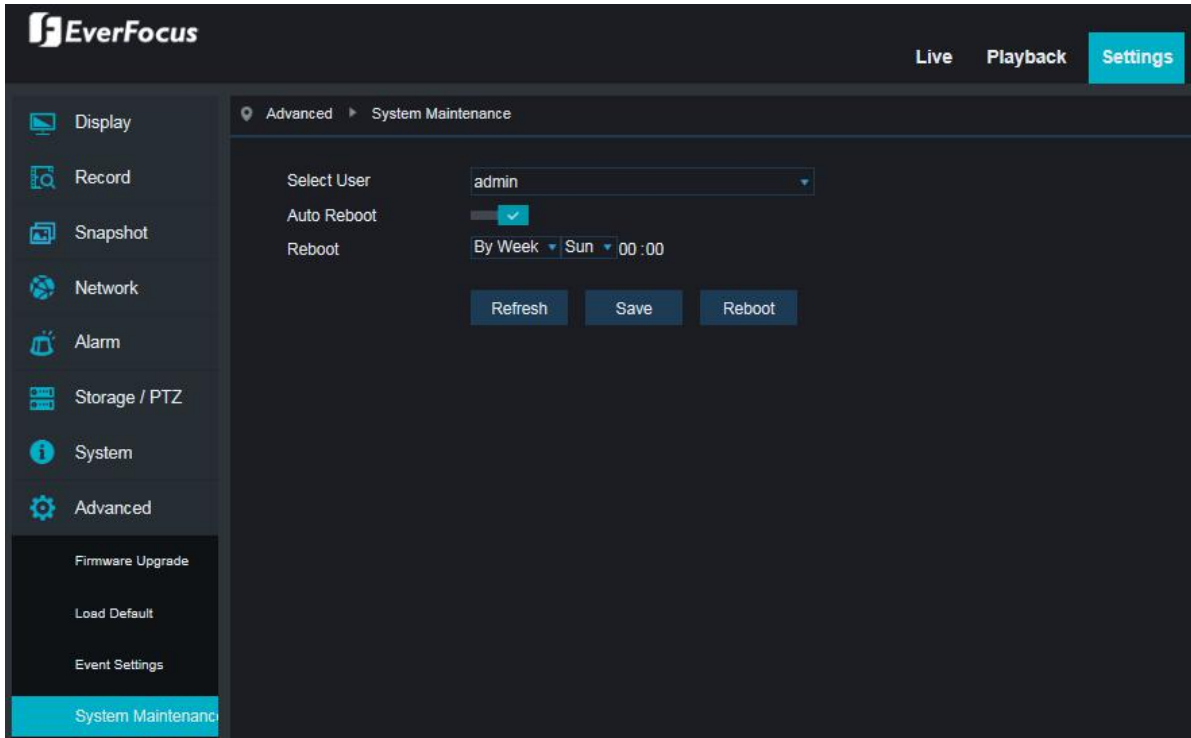 EverFocus
Live Playback Settings
Display
Record
Snapshot
Network
Alarm
Storage / PTZ
System
Advanced
Firmware Upgrade
Load Default
Event Settings
System Maintenanc
Advanced System Maintenance
Select User admin
Auto Reboot
Reboot By Week Sun 00 :00
Refresh Save Reboot